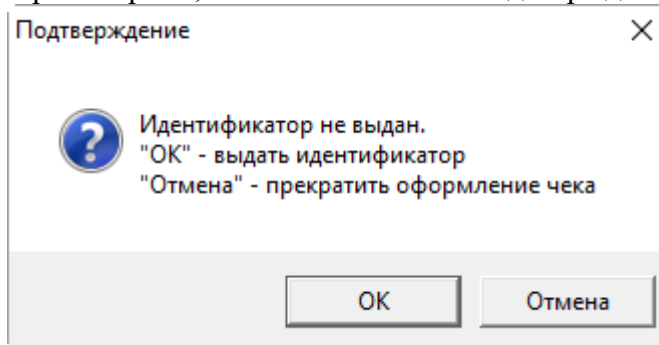 Подтверждение
Идентификатор не выдан.
"ОК" - выдать идентификатор
"Отмена" - прекратить оформление чека
ОК
Отмена